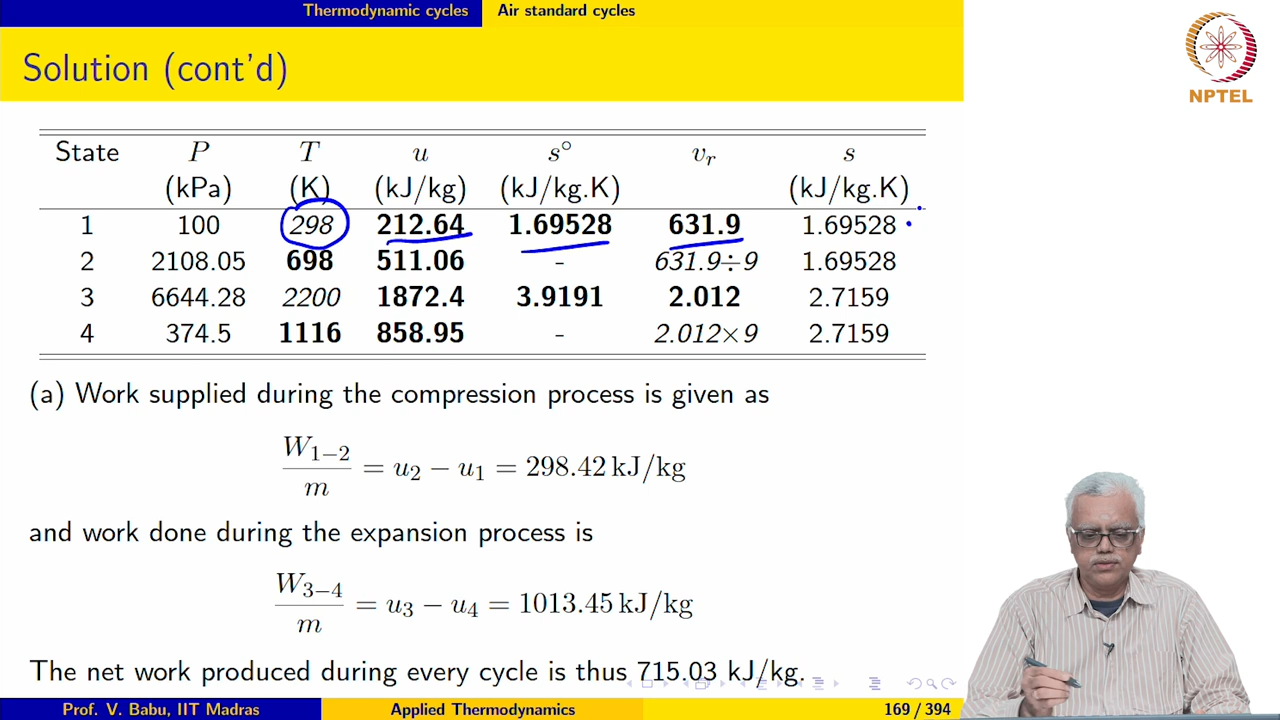 Thermodynamic cycles Air standard cycles
Solution (cont'd)
NPTEL
State P T u s° v_r s
(kPa) (K) (kJ/kg) (kJ/kg.K) (kJ/kg.K)
1 100 298 212.64 1.69528 631.9 1.69528
2 2108.05 698 511.06 - 631.9÷9 1.69528
3 6644.28 2200 1872.4 3.9191 2.012 2.7159
4 374.5 1116 858.95 - 2.012×9 2.7159
(a) Work supplied during the compression process is given as
W_{1−2}/m = u_2 − u_1 = 298.42 kJ/kg
and work done during the expansion process is
W_{3−4}/m = u_3 − u_4 = 1013.45 kJ/kg
The net work produced during every cycle is thus 715.03 kJ/kg.
Prof. V. Babu, IIT Madras Applied Thermodynamics 169 / 394